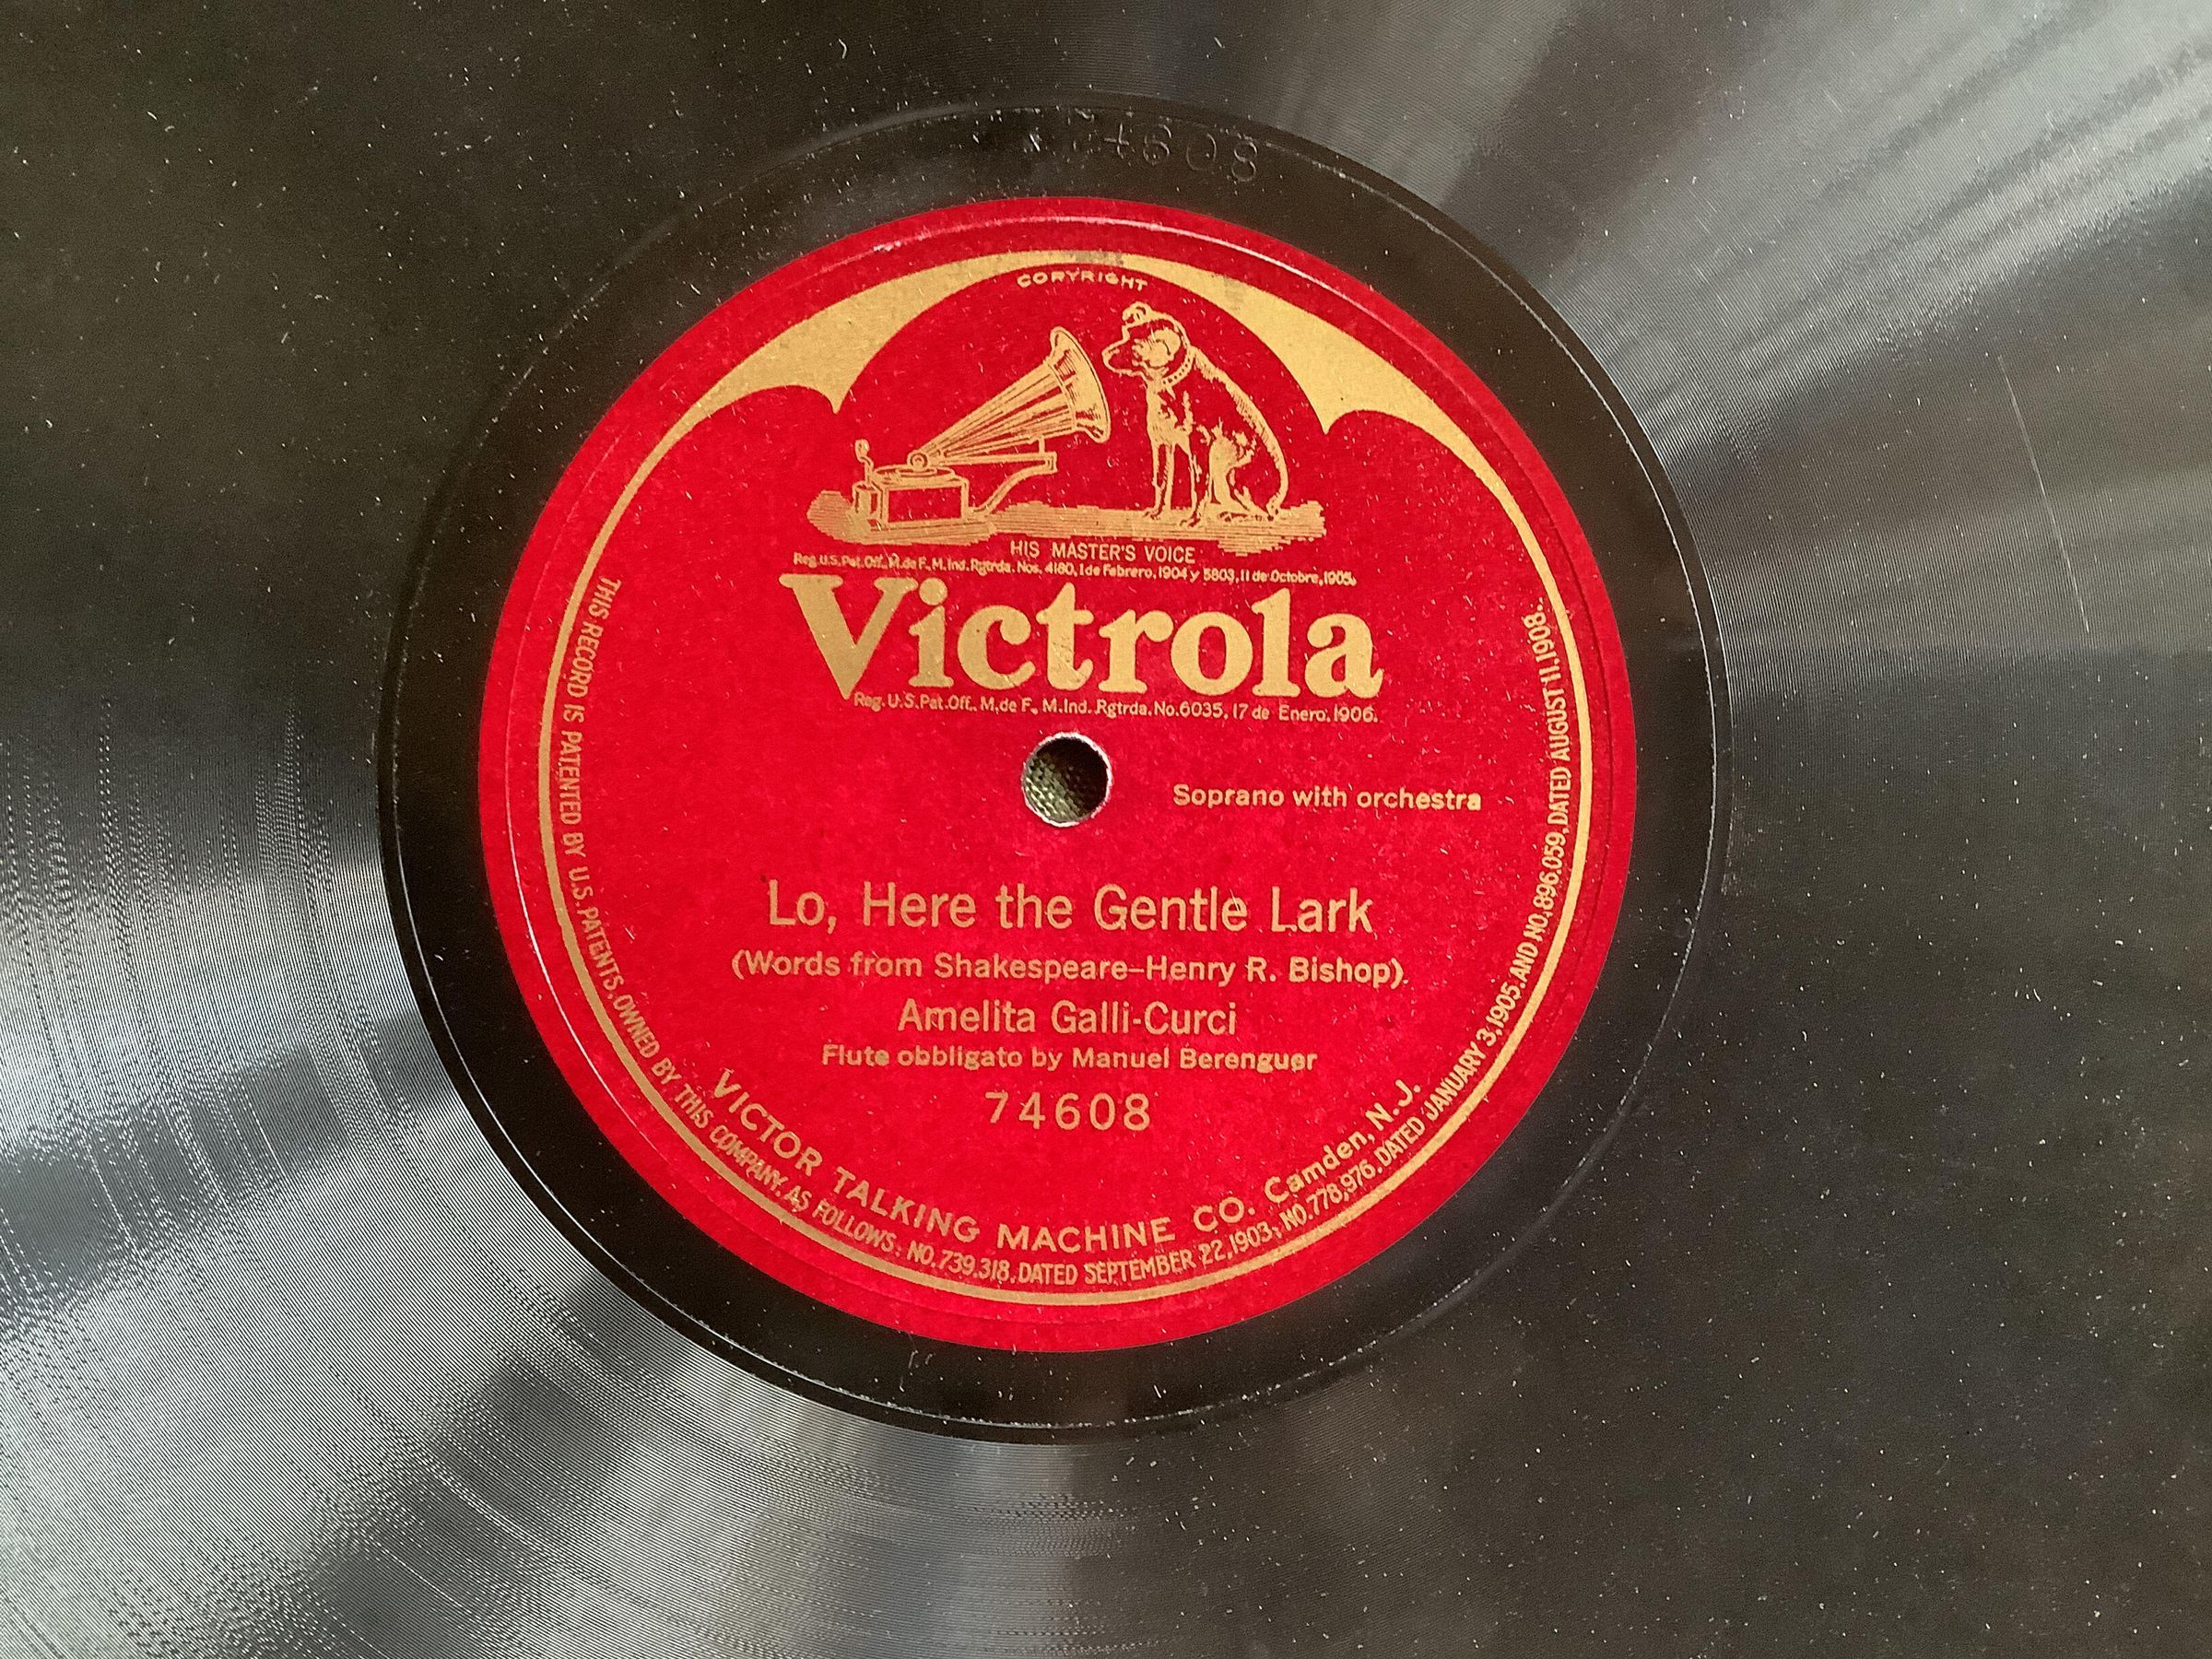 74608
COPYRIGHT
HIS MASTER'S VOICE
Reg. U.S. Pat. Off., M. de F., M. Ind. Rgtrda. Nos. 4180, 1 de Febrero, 1904 y 5803, 11 de Octobre, 1905.
Victrola
Reg. U.S. Pat. Off., M. de F., M. Ind. Rgtrda. No. 6035, 17 de Enero, 1906.
Soprano with orchestra
Lo, Here the Gentle Lark
(Words from Shakespeare–Henry R. Bishop)
Amelita Galli-Curci
Flute obbligato by Manuel Berenguer
74608
VICTOR TALKING MACHINE CO. Camden, N.J.
THIS RECORD IS PATENTED BY U.S. PATENTS, OWNED BY THIS COMPANY, AS FOLLOWS: NO. 739,318, DATED SEPTEMBER 22, 1903; NO. 778,976, DATED JANUARY 3, 1905, AND NO. 896,059, DATED AUGUST 11, 1908.